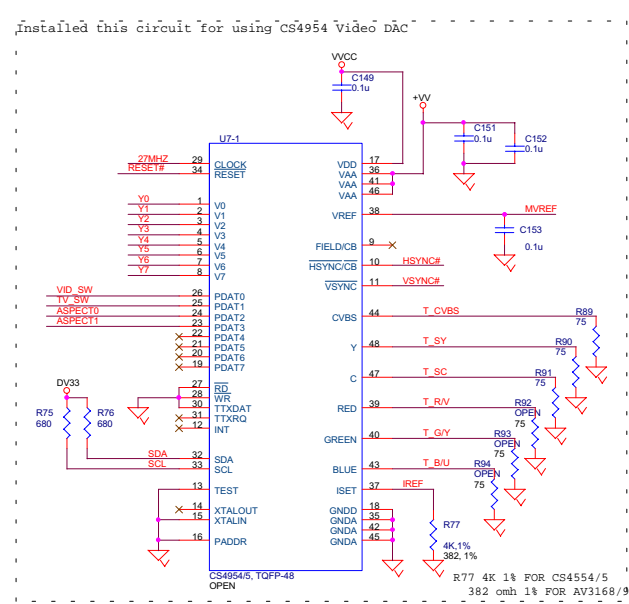 Installed this circuit for using CS4954 Video DAC
VVCC
C149
0.1u
+VV
C151
0.1u
C152
0.1u
U7-1
27MHZ 29 CLOCK
RESET# 34 RESET
VDD 17
VAA 36
VAA 41
VAA 46
Y0 1 V0
Y1 2 V1
Y2 3 V2
Y3 4 V3
Y4 5 V4
Y5 6 V5
Y6 7 V6
Y7 8 V7
VREF 38 MVREF
C153
0.1u
FIELD/CB 9
HSYNC/CB 10 HSYNC#
VSYNC 11 VSYNC#
VID_SW 26 PDAT0
TV_SW 25 PDAT1
ASPECT0 24 PDAT2
ASPECT1 23 PDAT3
22 PDAT4
21 PDAT5
20 PDAT6
19 PDAT7
CVBS 44 T_CVBS R89
75
Y 48 T_SY R90
75
C 47 T_SC R91
75
27 RD
28 WR
30 TTXDAT
31 TTXRQ
12 INT
RED 39 T_R/V R92
OPEN
75
GREEN 40 T_G/Y R93
OPEN
75
BLUE 43 T_B/U R94
OPEN
75
DV33
R75
680
R76
680
SDA 32 SDA
SCL 33 SCL
13 TEST
14 XTALOUT
15 XTALIN
16 PADDR
ISET 37 IREF
R77
4K,1%
382, 1%
GNDD 18
GNDA 35
GNDA 42
GNDA 45
CS4954/5, TQFP-48
OPEN
R77 4K 1% FOR CS4554/5
382 omh 1% FOR AV3168/9